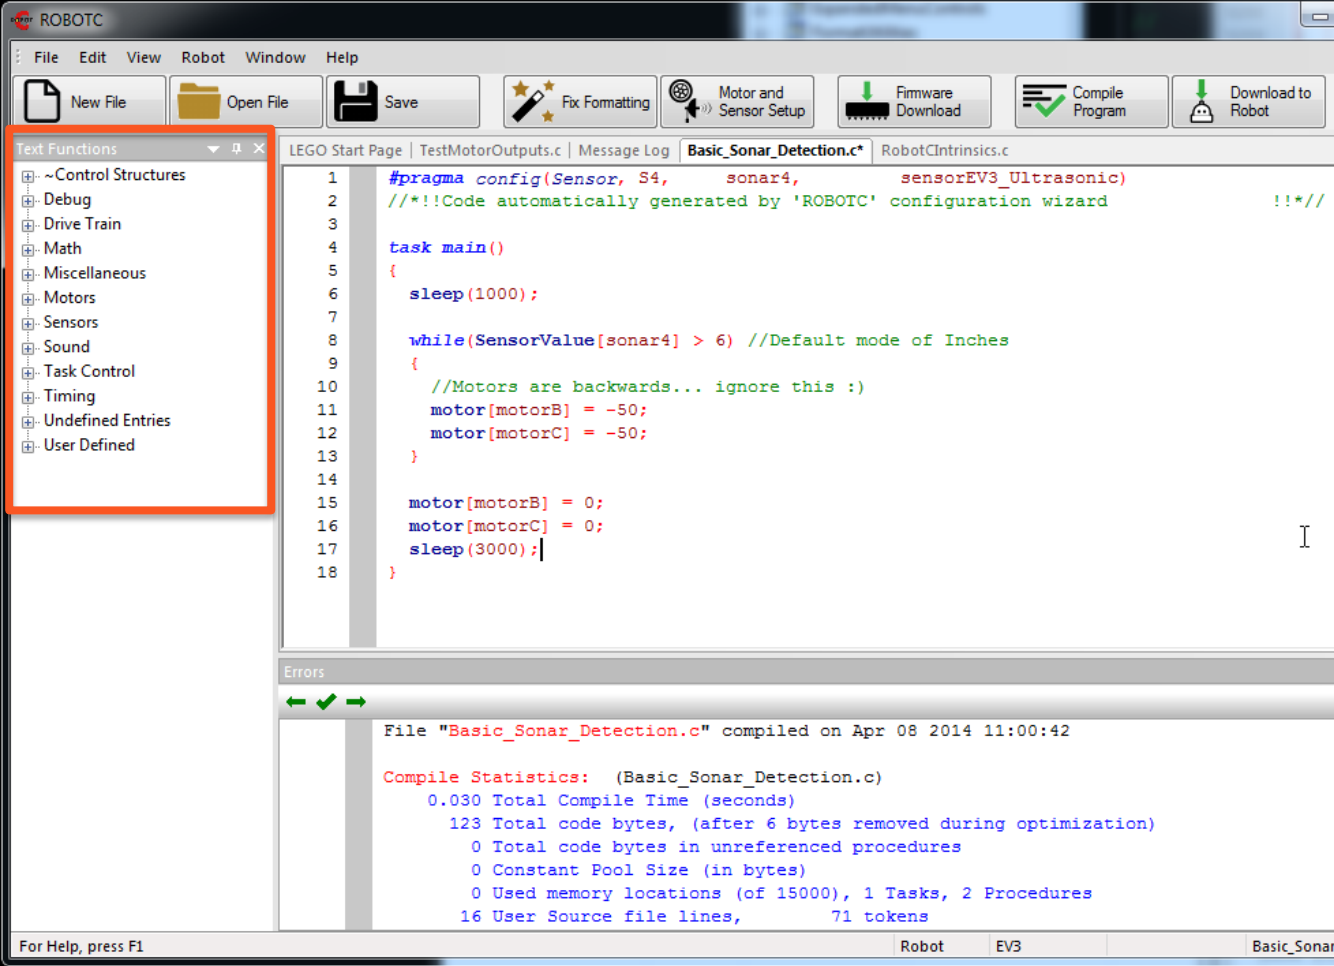 ROBOTC
File Edit View Robot Window Help
New File Open File Save Fix Formatting Motor and Sensor Setup Firmware Download Compile Program Download to Robot
Text Functions
~Control Structures
Debug
Drive Train
Math
Miscellaneous
Motors
Sensors
Sound
Task Control
Timing
Undefined Entries
User Defined
LEGO Start Page | TestMotorOutputs.c | Message Log | Basic_Sonar_Detection.c* RobotCIntrinsics.c
1 #pragma config(Sensor, S4, sonar4, sensorEV3_Ultrasonic)
2 //*!!Code automatically generated by 'ROBOTC' configuration wizard !!*//
3
4 task main()
5 {
6 sleep(1000);
7
8 while(SensorValue[sonar4] > 6) //Default mode of Inches
9 {
10 //Motors are backwards... ignore this :)
11 motor[motorB] = -50;
12 motor[motorC] = -50;
13 }
14
15 motor[motorB] = 0;
16 motor[motorC] = 0;
17 sleep(3000);
18 }
Errors
File "Basic_Sonar_Detection.c" compiled on Apr 08 2014 11:00:42
Compile Statistics: (Basic_Sonar_Detection.c)
0.030 Total Compile Time (seconds)
123 Total code bytes, (after 6 bytes removed during optimization)
0 Total code bytes in unreferenced procedures
0 Constant Pool Size (in bytes)
0 Used memory locations (of 15000), 1 Tasks, 2 Procedures
16 User Source file lines, 71 tokens
For Help, press F1 Robot EV3 Basic_Sonar